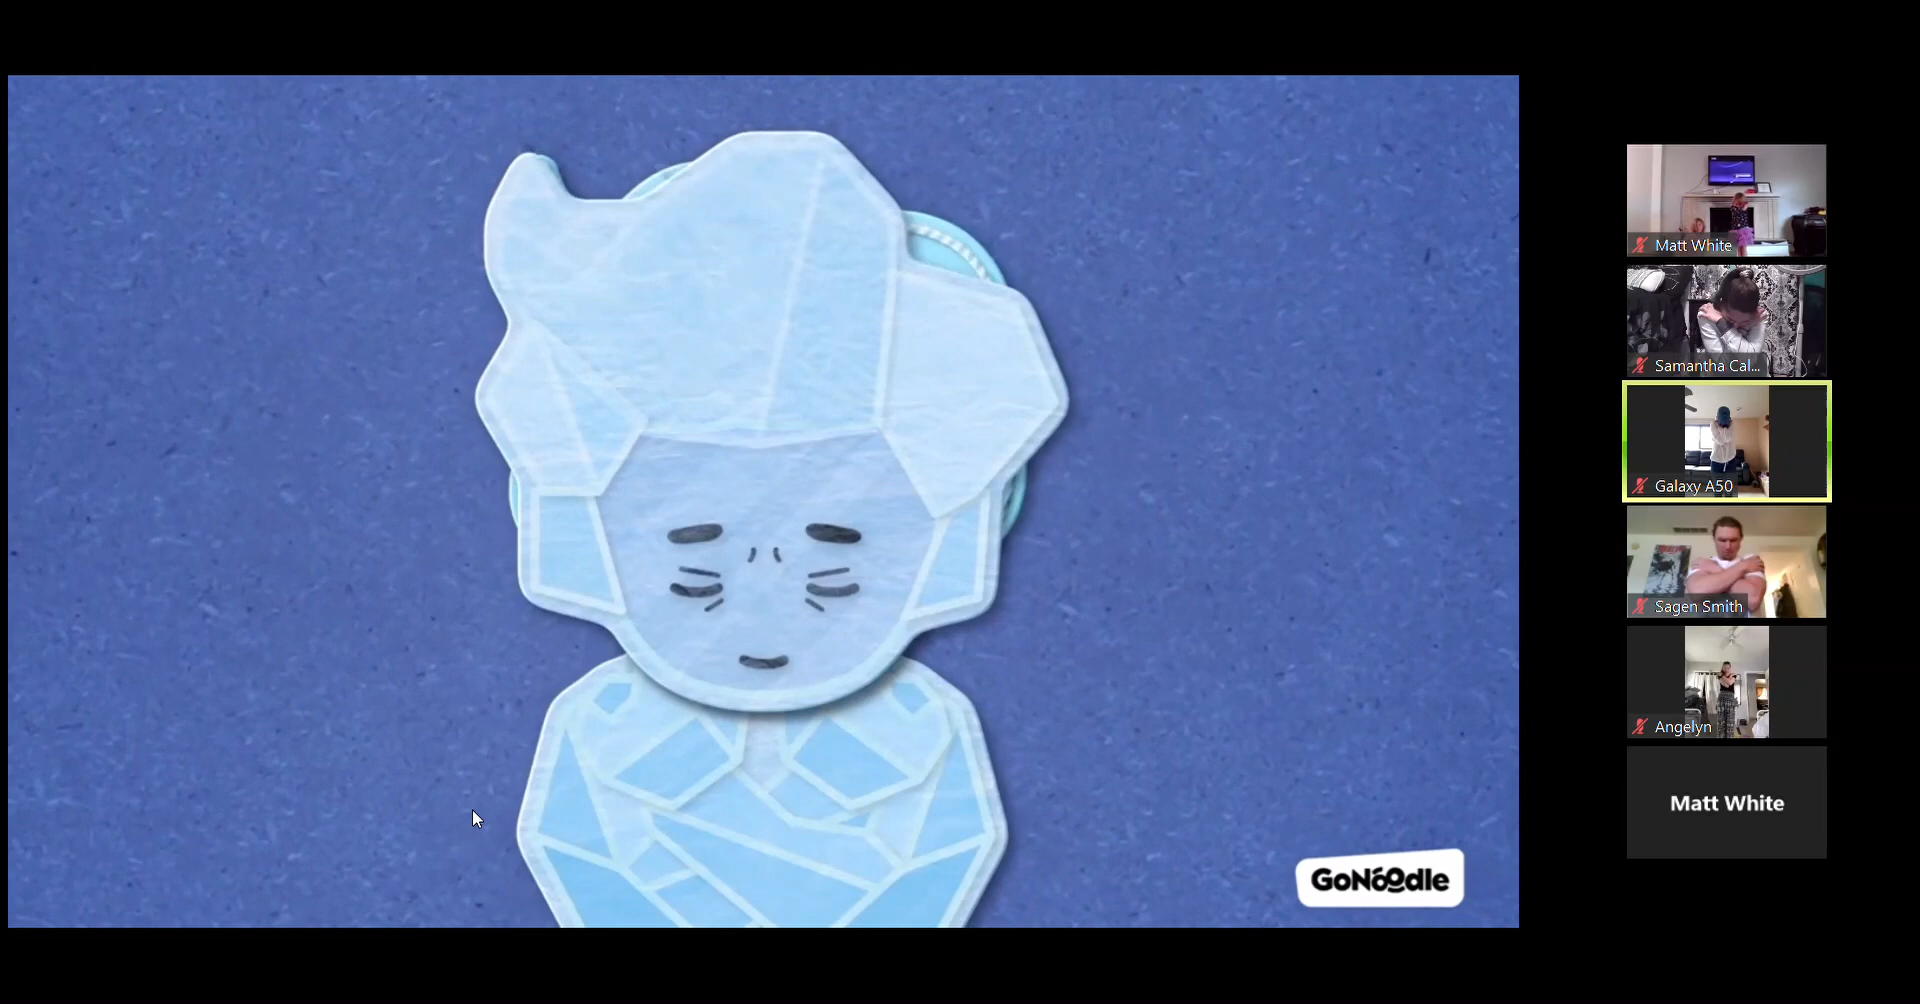 GoNoodle
Matt White
Samantha Cal...
Galaxy A50
Sagen Smith
Angelyn
Matt White